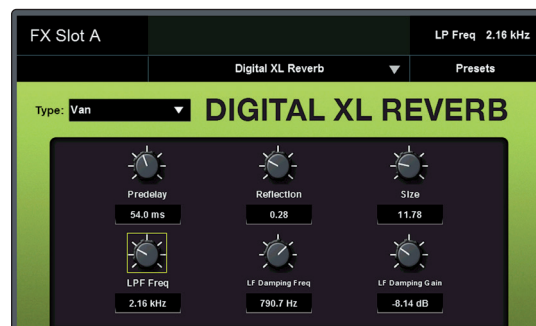 FX Slot A
LP Freq 2.16 kHz
Digital XL Reverb
Presets
Type: Van
DIGITAL XL REVERB
Predelay
Reflection
Size
54.0 ms
0.28
11.78
LPF Freq
LF Damping Freq
LF Damping Gain
2.16 kHz
790.7 Hz
-8.14 dB